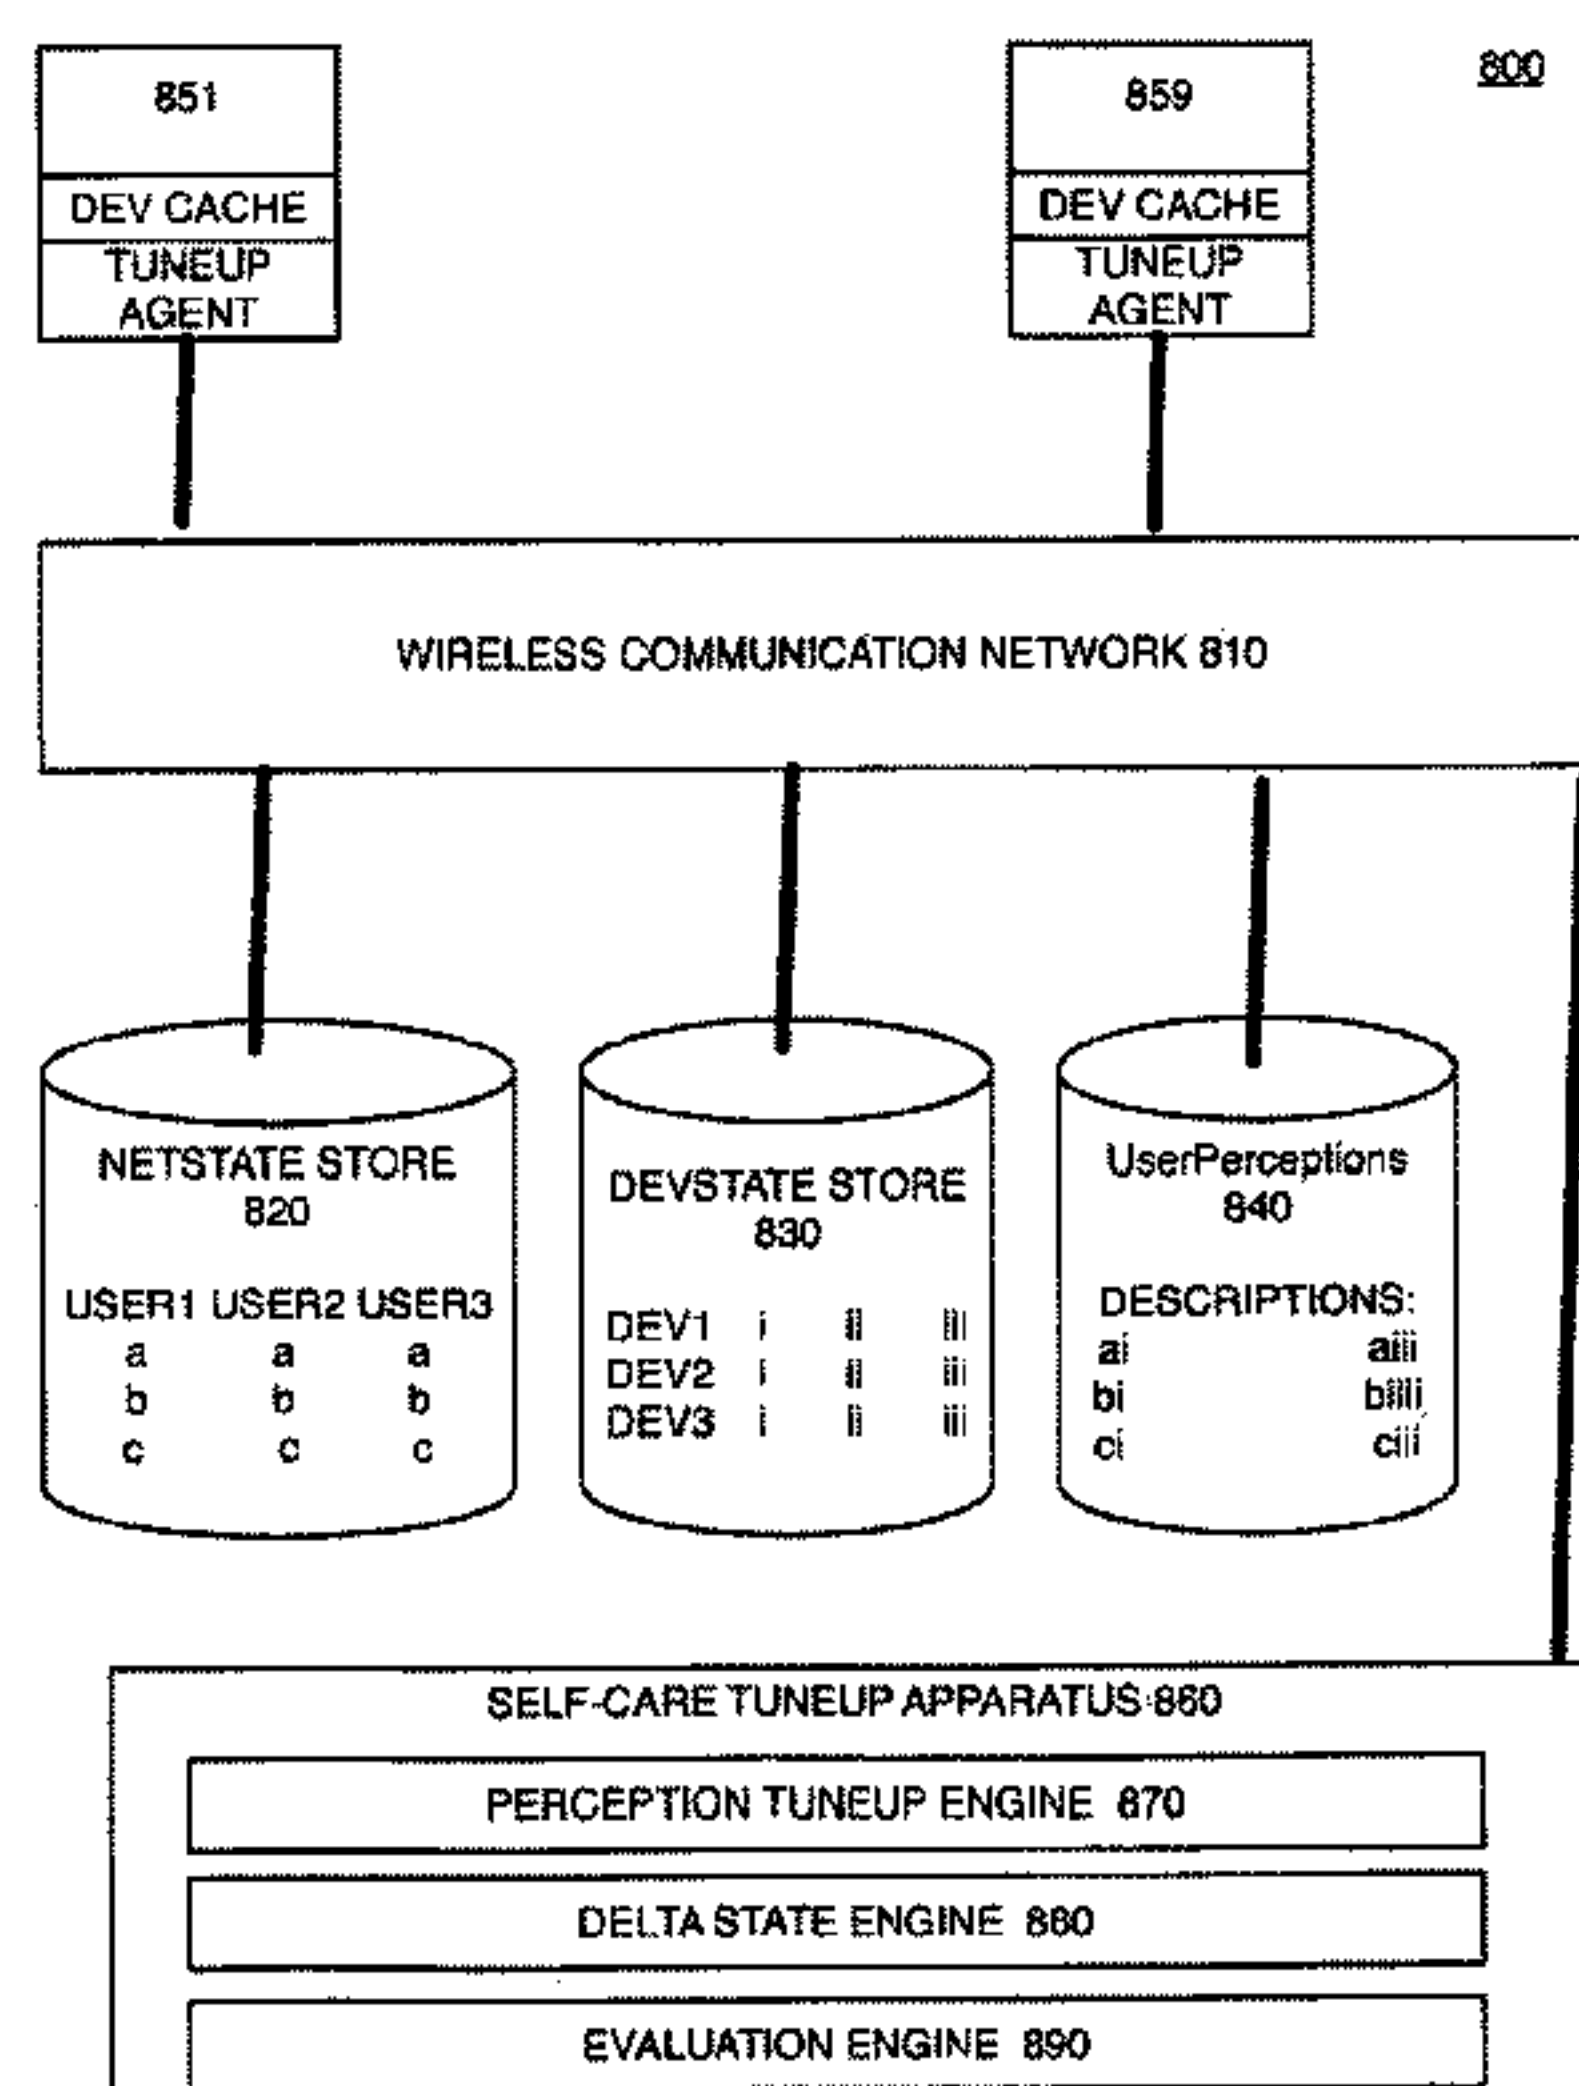 800
851
DEV CACHE
TUNEUP
AGENT
859
DEV CACHE
TUNEUP
AGENT
WIRELESS COMMUNICATION NETWORK 810
NETSTATE STORE
820
USER1 USER2 USER3
a a a
b b b
c c c
DEVSTATE STORE
830
DEV1 i ii iii
DEV2 i ii iii
DEV3 i ii iii
UserPerceptions
840
DESCRIPTIONS:
ai aiii
bi biiii
ci ciii
SELF-CARE TUNEUP APPARATUS 860
PERCEPTION TUNEUP ENGINE 870
DELTA STATE ENGINE 880
EVALUATION ENGINE 890